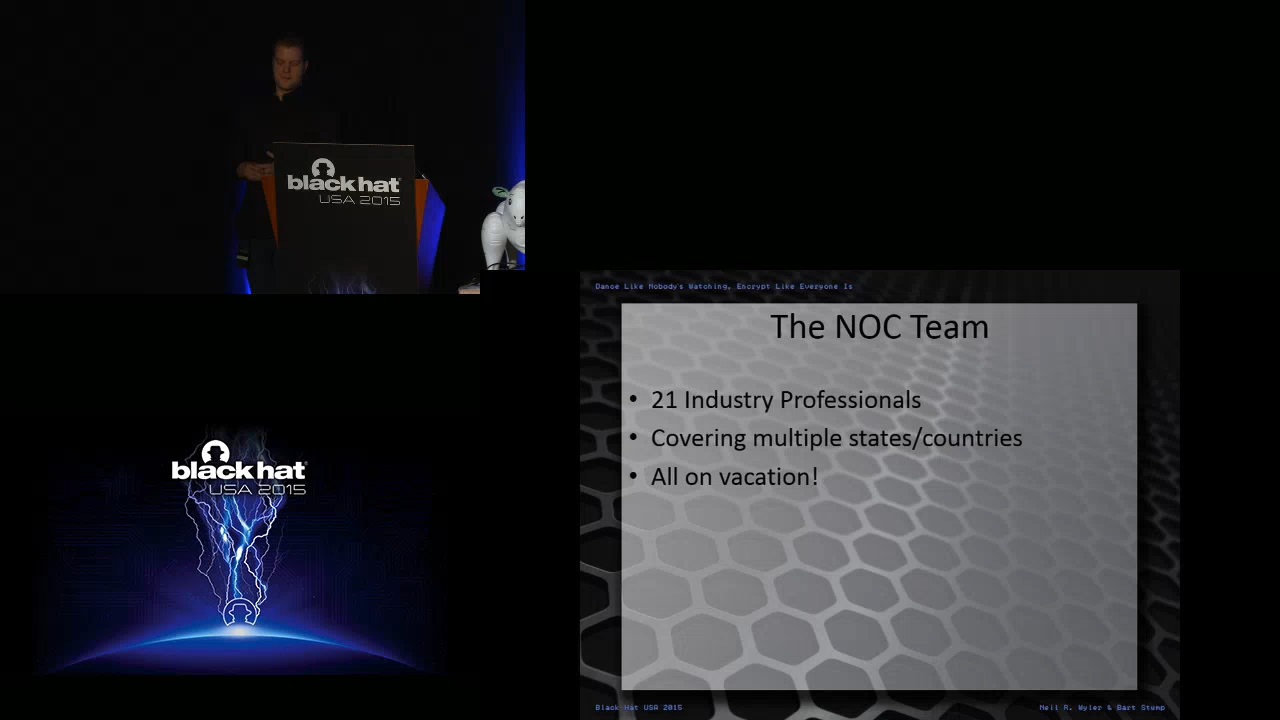 black hat
USA 2015
Dance Like Nobody's Watching, Encrypt Like Everyone Is
The NOC Team
• 21 Industry Professionals
• Covering multiple states/countries
• All on vacation!
black hat
USA 2015
Black Hat USA 2015
Neil R. Wyler & Bart Stump